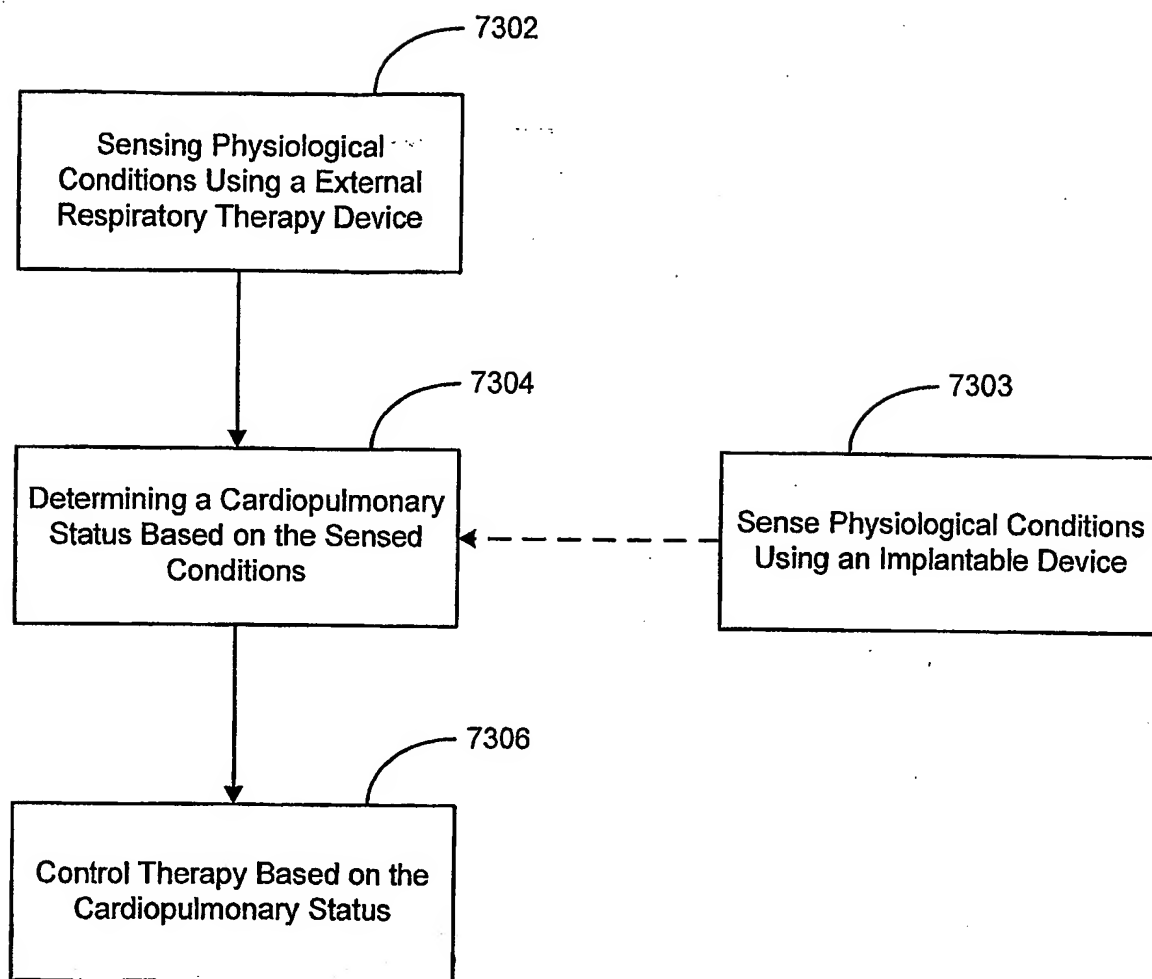 7302
Sensing Physiological
Conditions Using a External
Respiratory Therapy Device
7304
7303
Determining a Cardiopulmonary
Status Based on the Sensed
Conditions
Sense Physiological Conditions
Using an Implantable Device
7306
Control Therapy Based on the
Cardiopulmonary Status